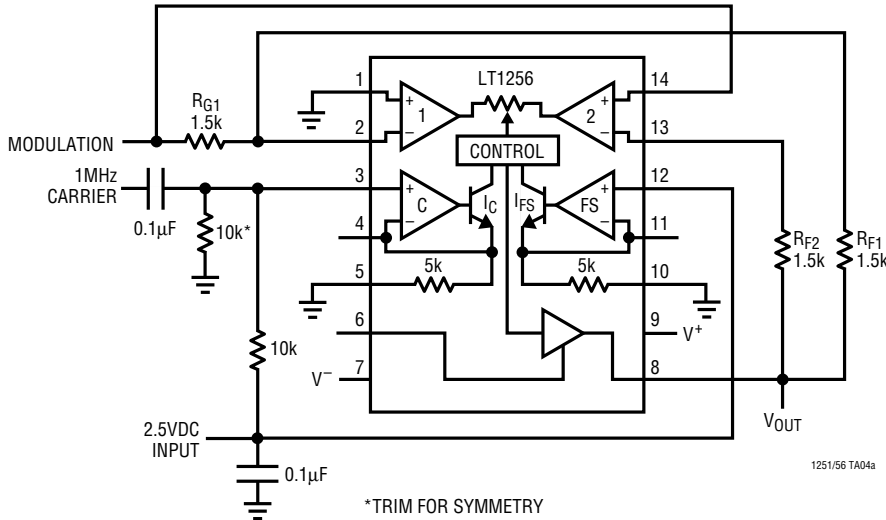 LT1256
1
14
RG1
1.5k
+
1
−
+
2
−
2
13
MODULATION
CONTROL
1MHz
CARRIER
3
12
+
C
−
IC
IFS
+
FS
−
0.1µF
10k*
4
11
RF2
1.5k
RF1
1.5k
5
5k
5k
10
6
9
V+
10k
7
V−
8
VOUT
2.5VDC
INPUT
0.1µF
1251/56 TA04a
*TRIM FOR SYMMETRY